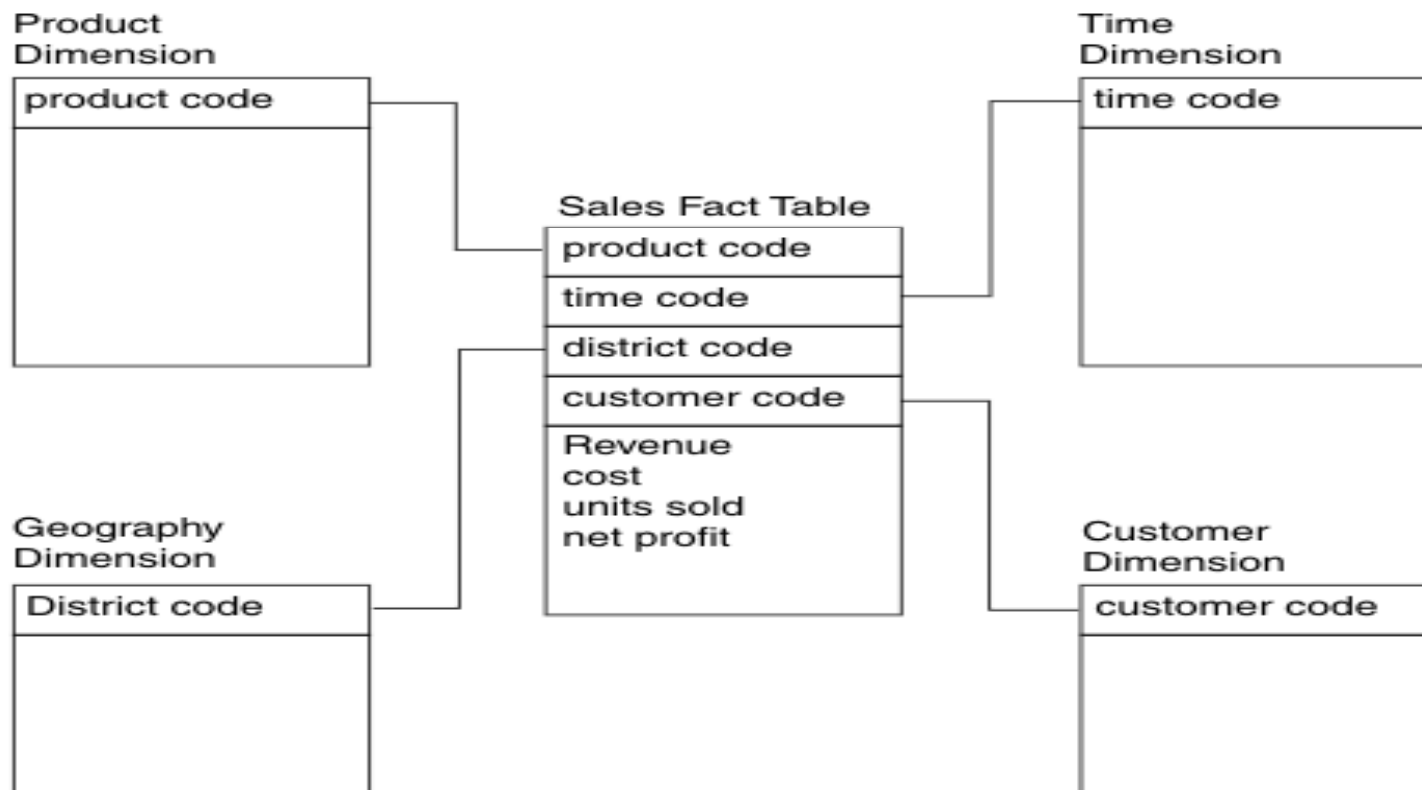 Product
Dimension
product code
Time
Dimension
time code
Sales Fact Table
product code
time code
district code
customer code
Revenue
cost
units sold
net profit
Geography
Dimension
District code
Customer
Dimension
customer code